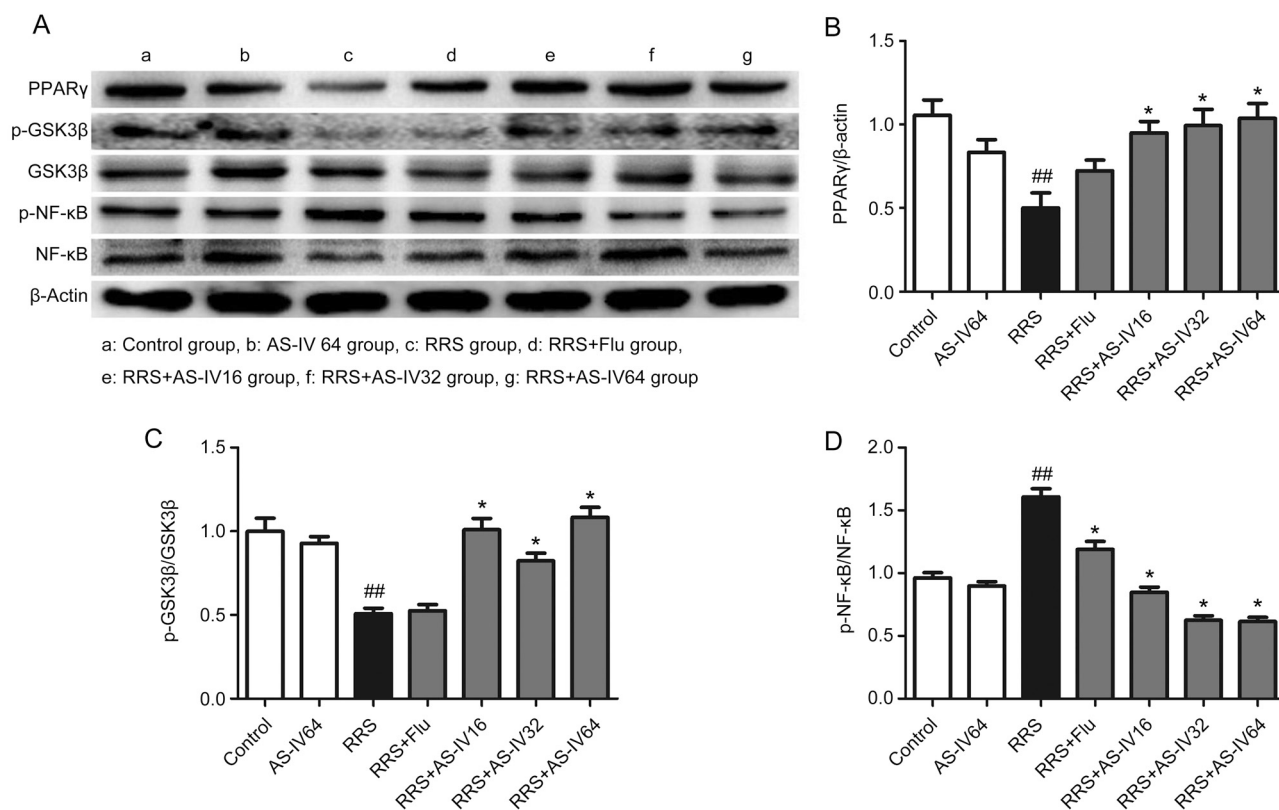 A
a b c d e f g
PPARγ
p-GSK3β
GSK3β
p-NF-κB
NF-κB
β-Actin
a: Control group, b: AS-IV 64 group, c: RRS group, d: RRS+Flu group,
e: RRS+AS-IV16 group, f: RRS+AS-IV32 group, g: RRS+AS-IV64 group
B
PPARγ/β-actin
1.5
1.0
0.5
0.0
##
*
*
*
Control
AS-IV64
RRS
RRS+Flu
RRS+AS-IV16
RRS+AS-IV32
RRS+AS-IV64
C
p-GSK3β/GSK3β
1.5
1.0
0.5
0.0
##
*
*
*
Control
AS-IV64
RRS
RRS+Flu
RRS+AS-IV16
RRS+AS-IV32
RRS+AS-IV64
D
p-NF-κB/NF-κB
2.0
1.5
1.0
0.5
0.0
##
*
*
*
*
Control
AS-IV64
RRS
RRS+Flu
RRS+AS-IV16
RRS+AS-IV32
RRS+AS-IV64